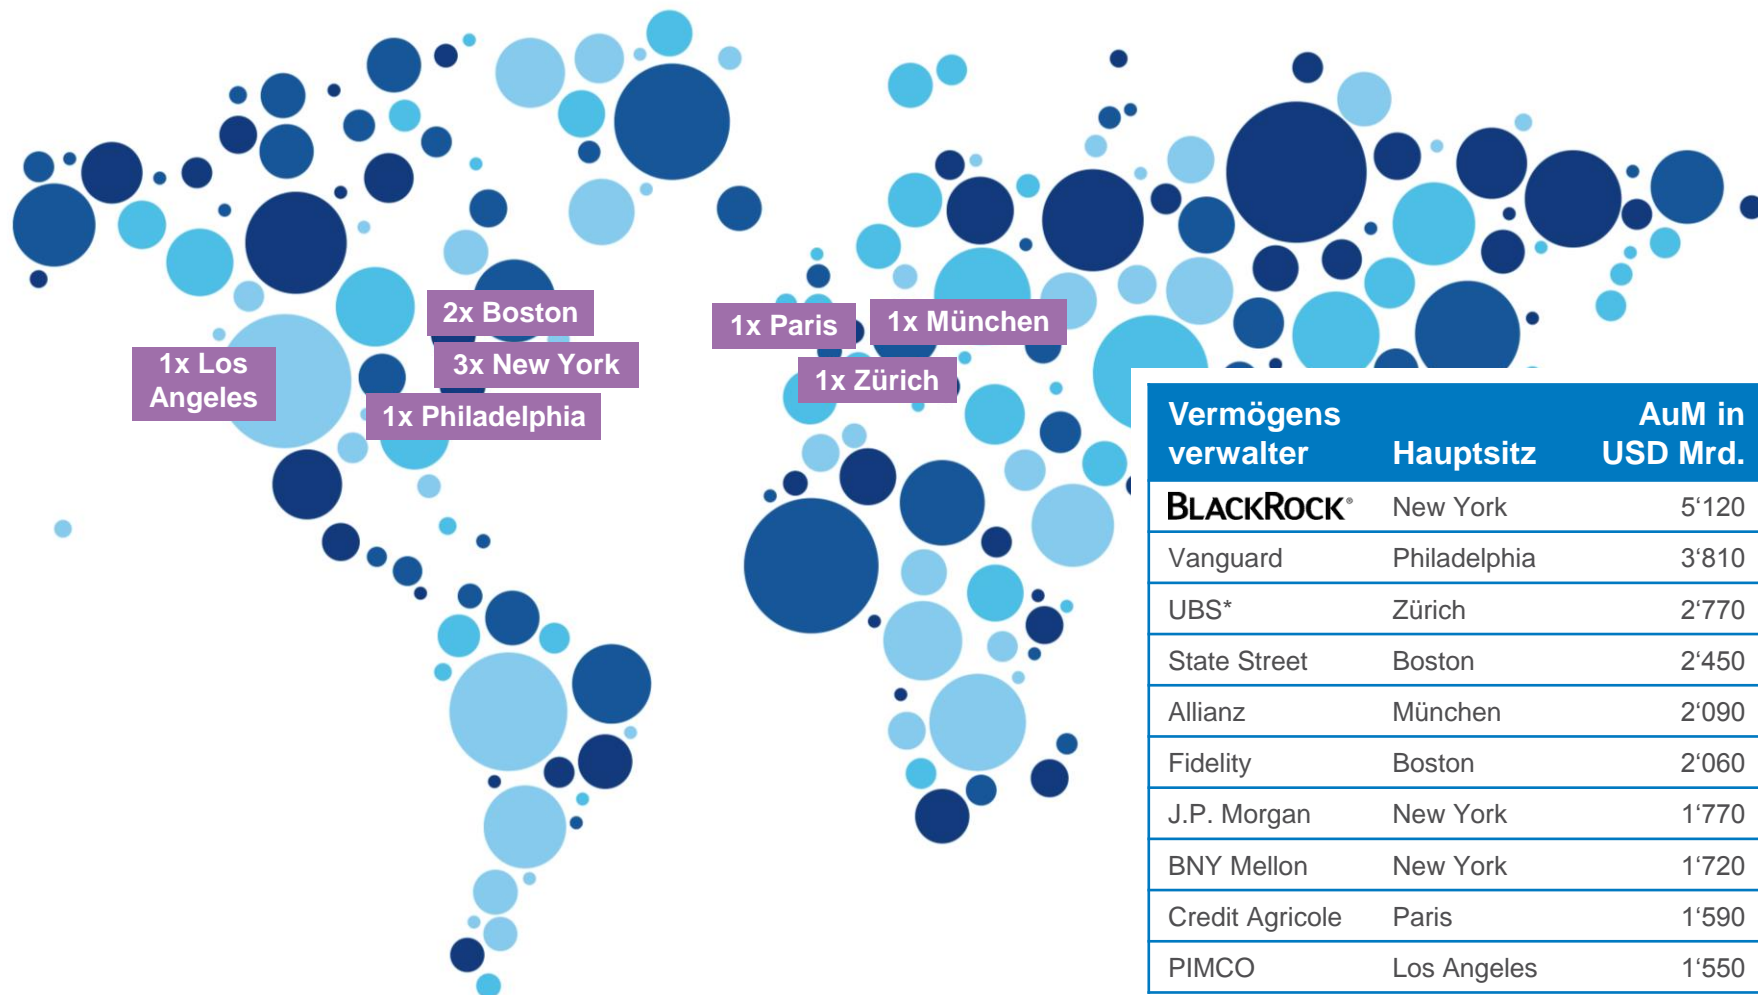 2x Boston
1x Paris
1x München
1x Los
Angeles
3x New York
1x Zürich
1x Philadelphia
Vermögens
verwalter
Hauptsitz
AuM in
USD Mrd.
BLACKROCK® New York 5‘120
Vanguard Philadelphia 3‘810
UBS* Zürich 2‘770
State Street Boston 2‘450
Allianz München 2‘090
Fidelity Boston 2‘060
J.P. Morgan New York 1‘770
BNY Mellon New York 1‘720
Credit Agricole Paris 1‘590
PIMCO Los Angeles 1‘550